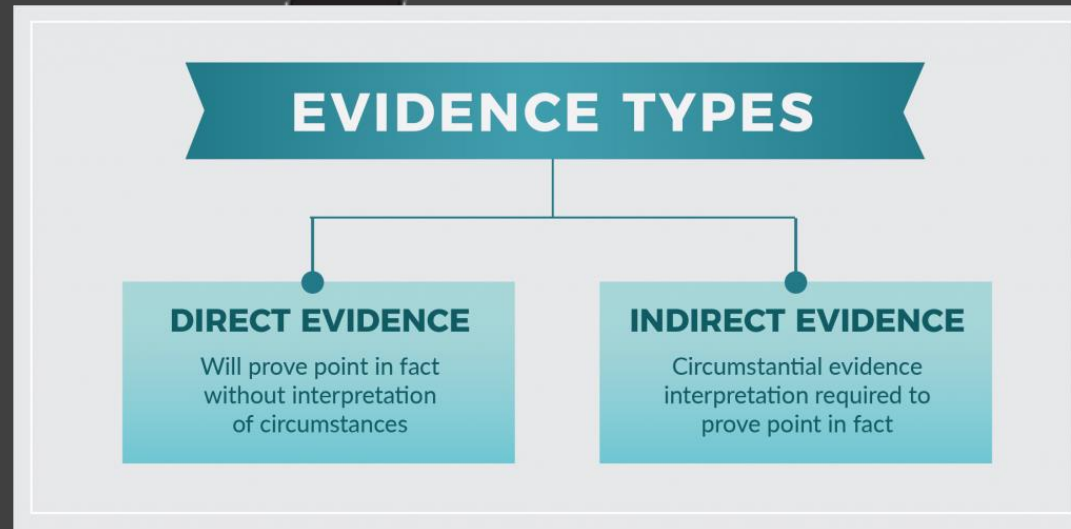 EVIDENCE TYPES
DIRECT EVIDENCE
Will prove point in fact
without interpretation
of circumstances
INDIRECT EVIDENCE
Circumstantial evidence
interpretation required to
prove point in fact